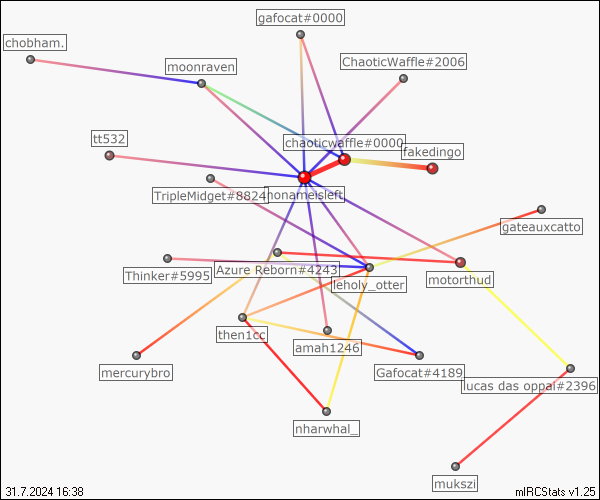 gafocat#0000
chobham.
moonraven
ChaoticWaffle#2006
chaoticwaffle#0000
tt532
fakedingo
TripleMidget#8824
nonameisleft
gateauxcatto
Thinker#5995
Azure Reborn#4243
leholy_otter
motorthud
then1cc
amah1246
mercurybro
Gafocat#4189
lucas das oppai#2396
nharwhal_
mukszi
31.7.2024 16:38
mIRCStats v1.25